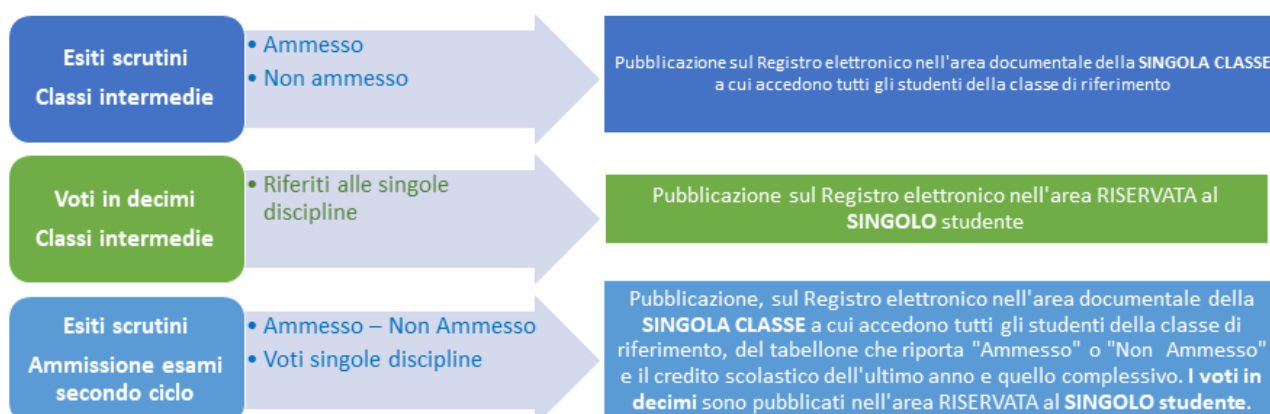 Esiti scrutini
Classi intermedie
• Ammesso
• Non ammesso
Pubblicazione sul Registro elettronico nell'area documentale della SINGOLA CLASSE
a cui accedono tutti gli studenti della classe di riferimento
Voti in decimi
Classi intermedie
• Riferiti alle singole
discipline
Pubblicazione sul Registro elettronico nell'area RISERVATA al
SINGOLO studente
Esiti scrutini
Ammissione esami
secondo ciclo
• Ammesso – Non Ammesso
• Voti singole discipline
Pubblicazione, sul Registro elettronico nell'area documentale della
SINGOLA CLASSE a cui accedono tutti gli studenti della classe di
riferimento, del tabellone che riporta "Ammesso" o "Non Ammesso"
e il credito scolastico dell'ultimo anno e quello complessivo. I voti in
decimi sono pubblicati nell'area RISERVATA al SINGOLO studente.